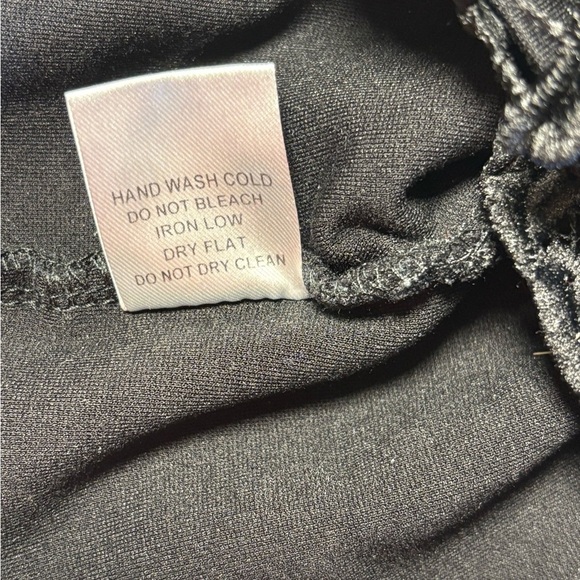 HAND WASH COLD
DO NOT BLEACH
IRON LOW
DRY FLAT
DO NOT DRY CLEAN